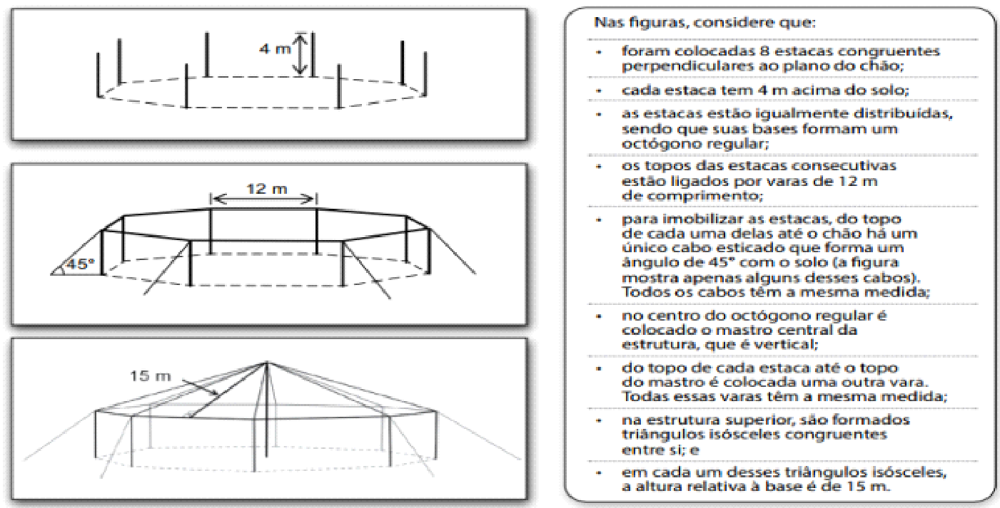 4 m
12 m
45°
15 m
Nas figuras, considere que:
• foram colocadas 8 estacas congruentes
perpendiculares ao plano do chão;
• cada estaca tem 4 m acima do solo;
• as estacas estão igualmente distribuídas,
sendo que suas bases formam um
octógono regular;
• os topos das estacas consecutivas
estão ligados por varas de 12 m
de comprimento;
• para imobilizar as estacas, do topo
de cada uma delas até o chão há um
único cabo esticado que forma um
ângulo de 45° com o solo (a figura
mostra apenas alguns desses cabos).
Todos os cabos têm a mesma medida;
• no centro do octógono regular é
colocado o mastro central da
estrutura, que é vertical;
• do topo de cada estaca até o topo
do mastro é colocada uma outra vara.
Todas essas varas têm a mesma medida;
• na estrutura superior, são formados
triângulos isósceles congruentes
entre si; e
• em cada um desses triângulos isósceles,
a altura relativa à base é de 15 m.